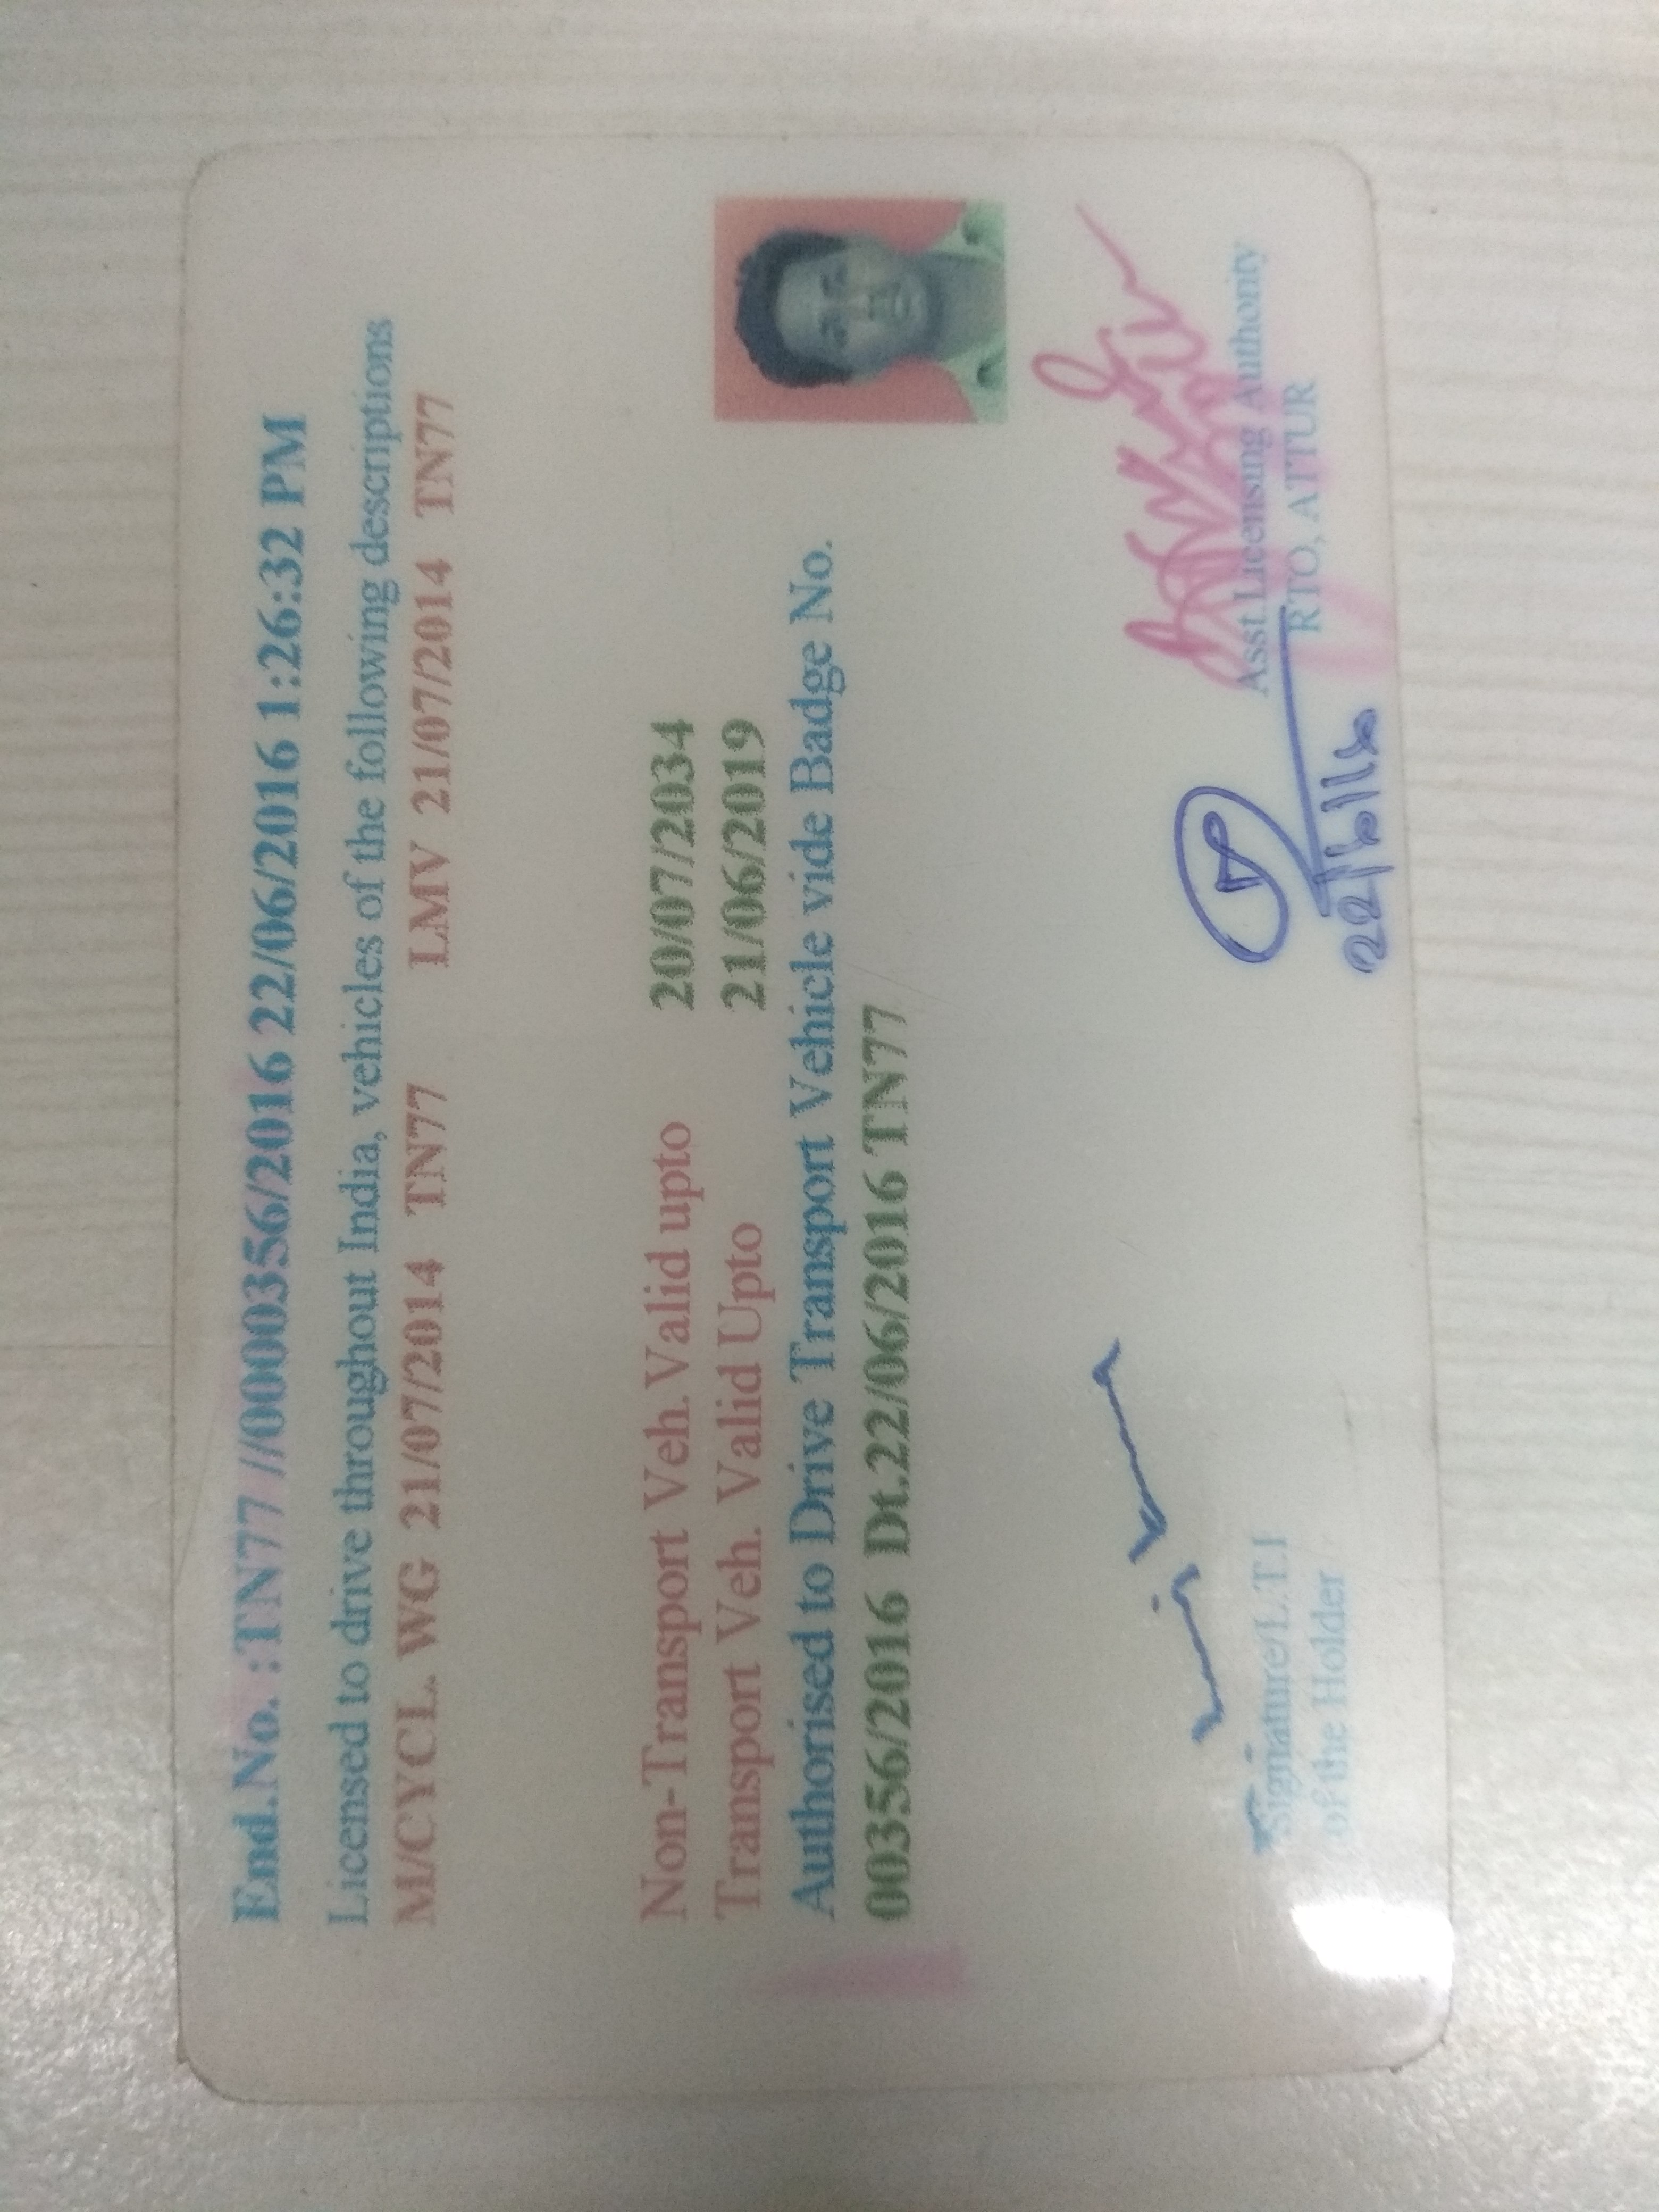 End.No. :TN77 //0000356/2016 22/06/2016 1:26:32 PM
Licensed to drive throughout India, vehicles of the following descriptions
M/CYCL. WG 21/07/2014 TN77 LMV 21/07/2014 TN77
Non-Transport Veh. Valid upto 20/07/2034
Transport Veh. Valid Upto 21/06/2019
Authorised to Drive Transport Vehicle vide Badge No.
00356/2016 Dt.22/06/2016 TN77
Signature/L.T.I
of the Holder
Asst Licensing Authority
RTO, ATTUR
22/6/16